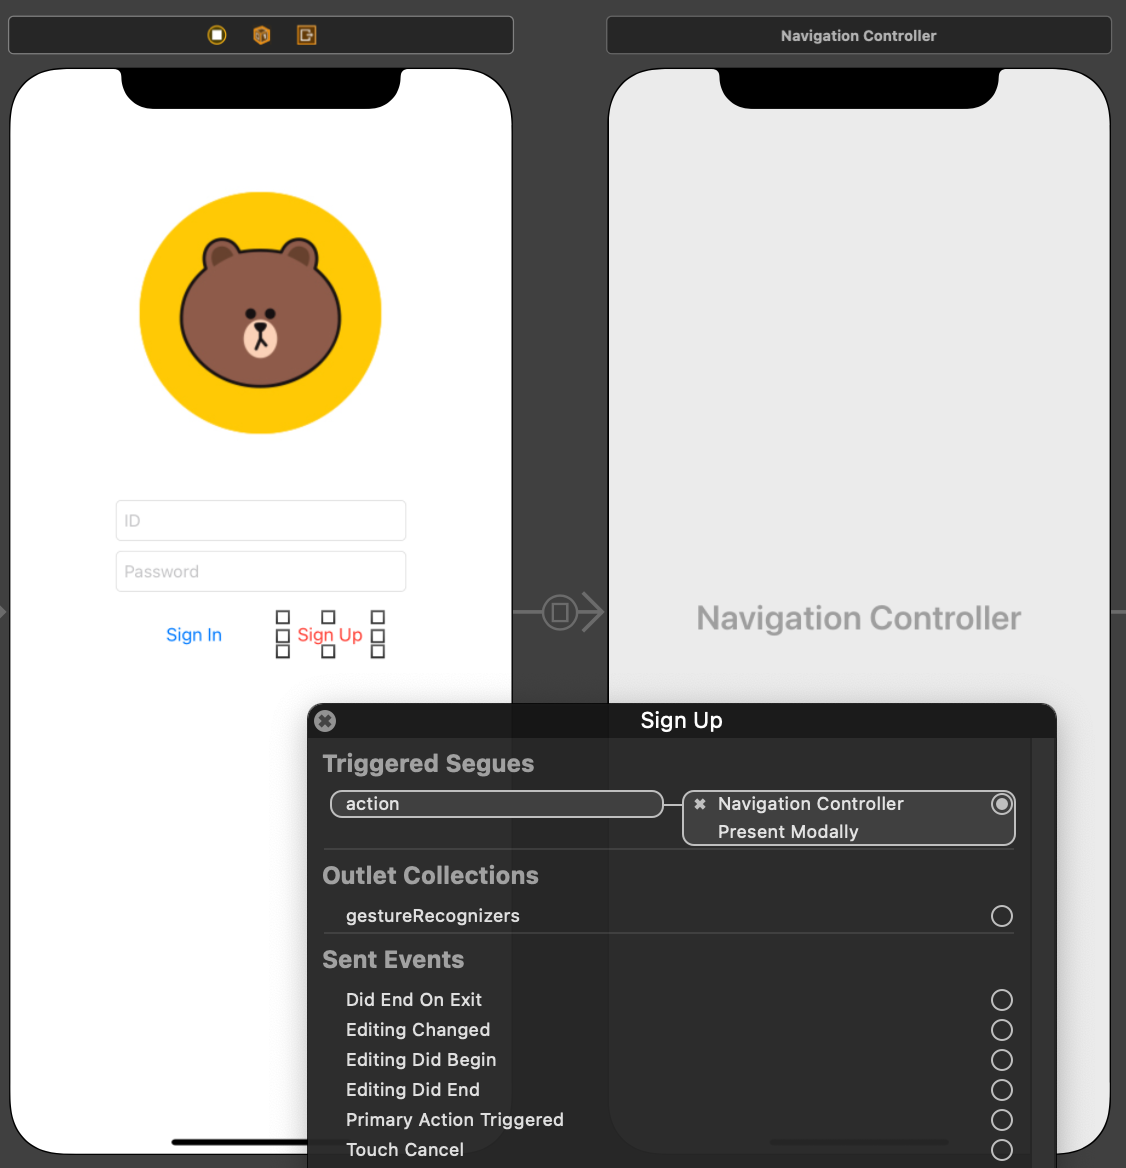 Navigation Controller
ID
Password
Sign In
Sign Up
Navigation Controller
Sign Up
Triggered Segues
action
Navigation Controller
Present Modally
Outlet Collections
gestureRecognizers
Sent Events
Did End On Exit
Editing Changed
Editing Did Begin
Editing Did End
Primary Action Triggered
Touch Cancel